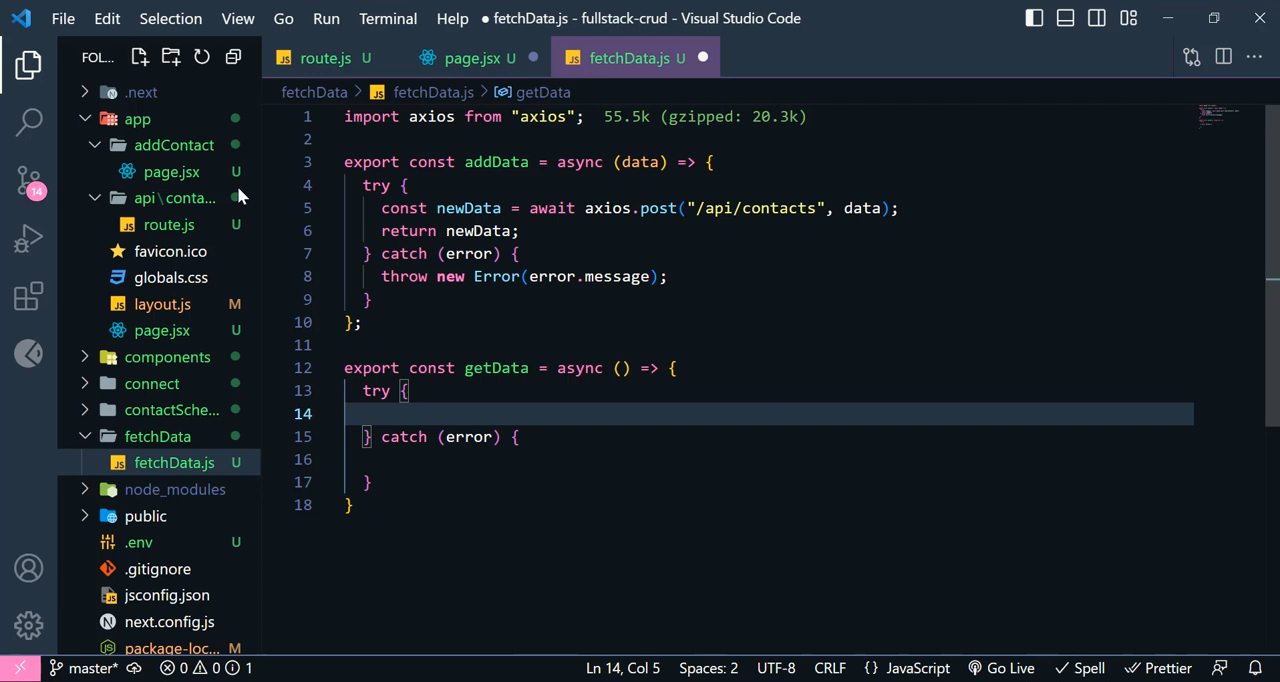 File Edit Selection View Go Run Terminal Help ● fetchData.js - fullstack-crud - Visual Studio Code
FOL...
route.js U page.jsx U fetchData.js U
fetchData > fetchData.js > getData
.next
app
addContact
page.jsx U
api\conta...
route.js U
favicon.ico
globals.css
layout.js M
page.jsx U
components
connect
contactSche...
fetchData
fetchData.js U
node_modules
public
.env U
.gitignore
jsconfig.json
next.config.js
package-loc... M
14
1 import axios from "axios"; 55.5k (gzipped: 20.3k)
2
3 export const addData = async (data) => {
4 try {
5 const newData = await axios.post("/api/contacts", data);
6 return newData;
7 } catch (error) {
8 throw new Error(error.message);
9 }
10 };
11
12 export const getData = async () => {
13 try {
14
15 } catch (error) {
16
17 }
18 }
master* 0 0 1 Ln 14, Col 5 Spaces: 2 UTF-8 CRLF {} JavaScript Go Live Spell Prettier